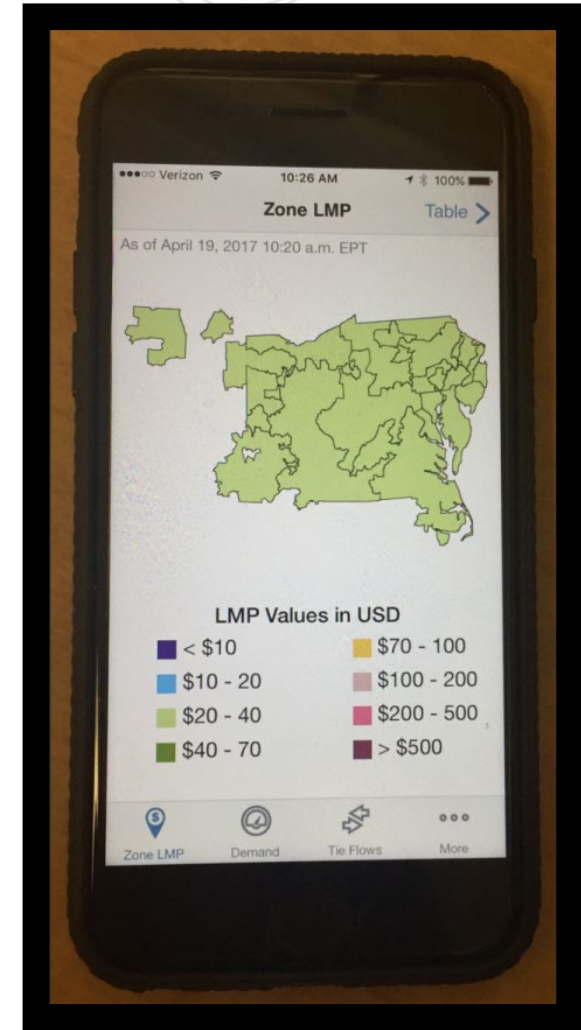 Verizon 10:26 AM 100%
Zone LMP Table
As of April 19, 2017 10:20 a.m. EPT
LMP Values in USD
< $10 $70 - 100
$10 - 20 $100 - 200
$20 - 40 $200 - 500
$40 - 70 > $500
$
Zone LMP Demand Tie Flows More